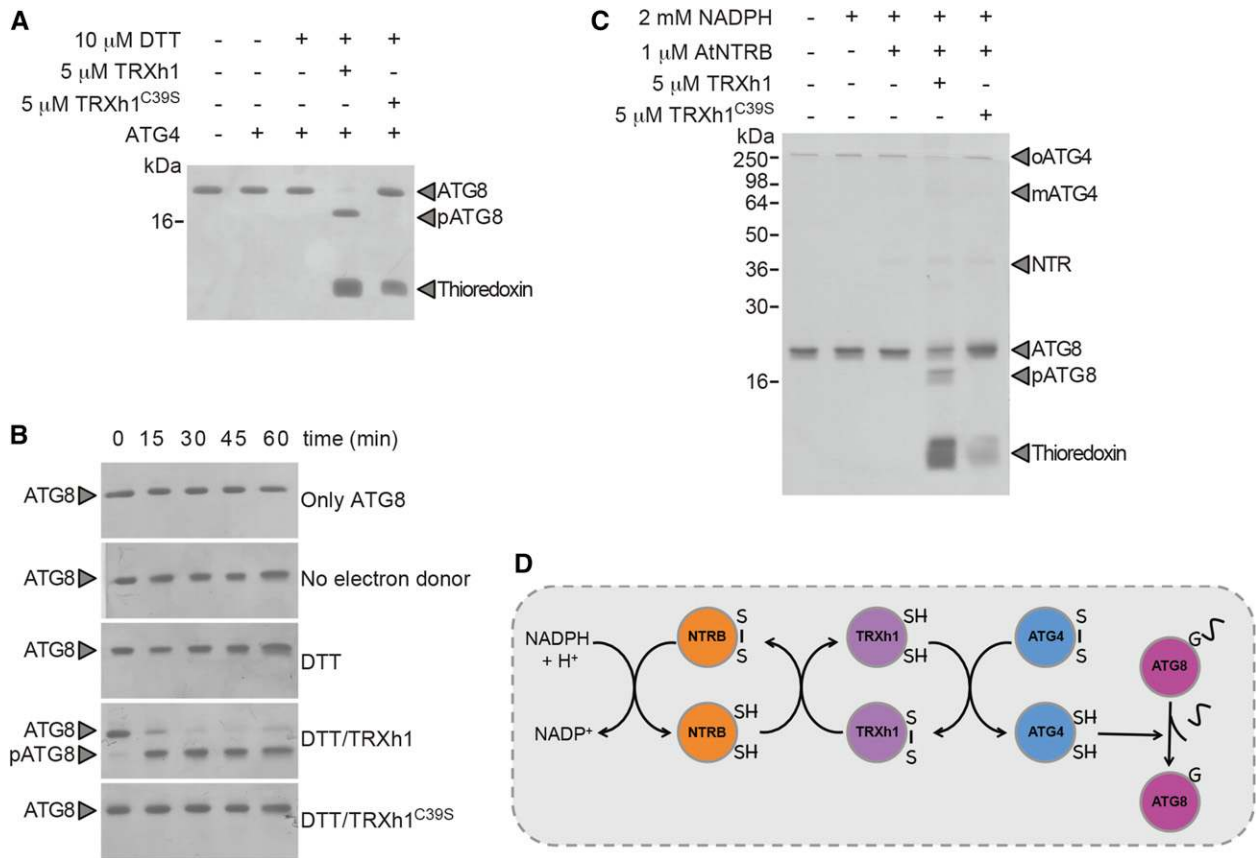 A
10 μM DTT - - + + +
5 μM TRXh1 - - - + -
5 μM TRXh1C39S - - - - +
ATG4 - + + + +
kDa
ATG8
16-
pATG8
Thioredoxin
B
0 15 30 45 60 time (min)
ATG8 Only ATG8
ATG8 No electron donor
ATG8 DTT
ATG8
DTT/TRXh1
pATG8
ATG8 DTT/TRXh1C39S
C
2 mM NADPH - + + + +
1 μM AtNTRB - - + + +
5 μM TRXh1 - - - + -
5 μM TRXh1C39S - - - - +
kDa
250- oATG4
98-
mATG4
64-
50-
36- NTR
30-
ATG8
16- pATG8
Thioredoxin
D
NADPH + H+
NADP+
NTRB S S
NTRB SH SH
TRXh1 SH SH
TRXh1 S S
ATG4 S S
ATG4 SH SH
ATG8 G
ATG8 G